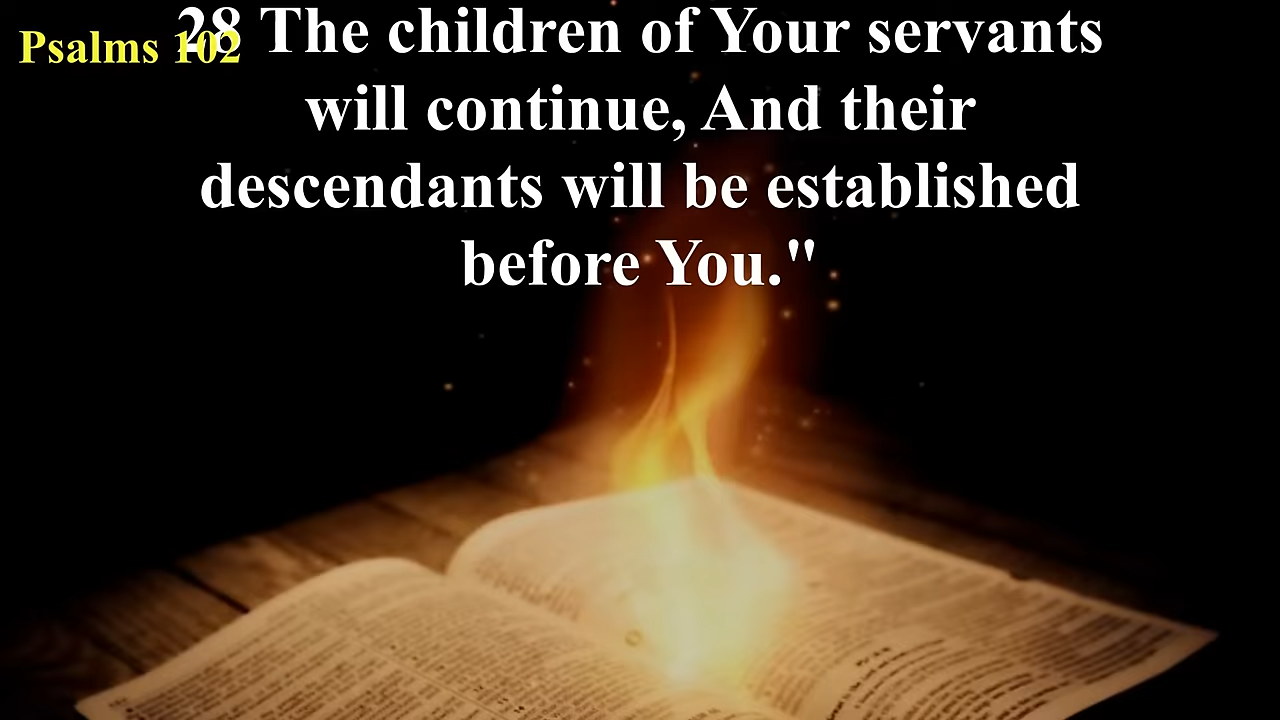 Psalms 102
28 The children of Your servants
will continue, And their
descendants will be established
before You."